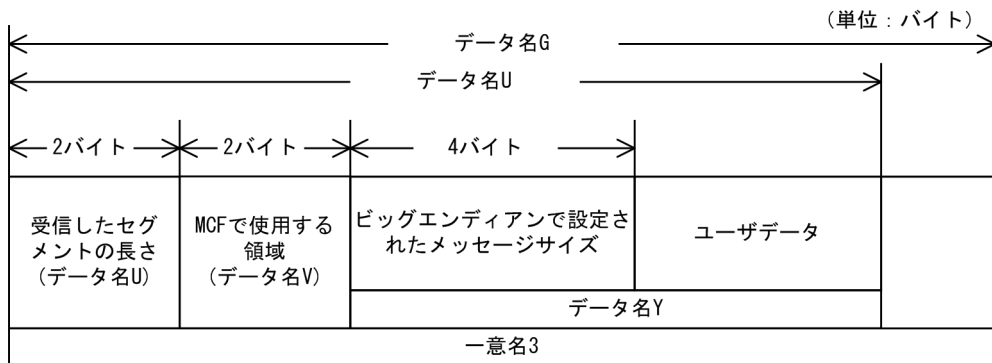 （単位：バイト）
データ名G
データ名U
2バイト
2バイト
4バイト
受信したセグ
メントの長さ
（データ名U）
MCFで使用する
領域
（データ名V）
ビッグエンディアンで設定さ
れたメッセージサイズ
ユーザデータ
データ名Y
一意名3